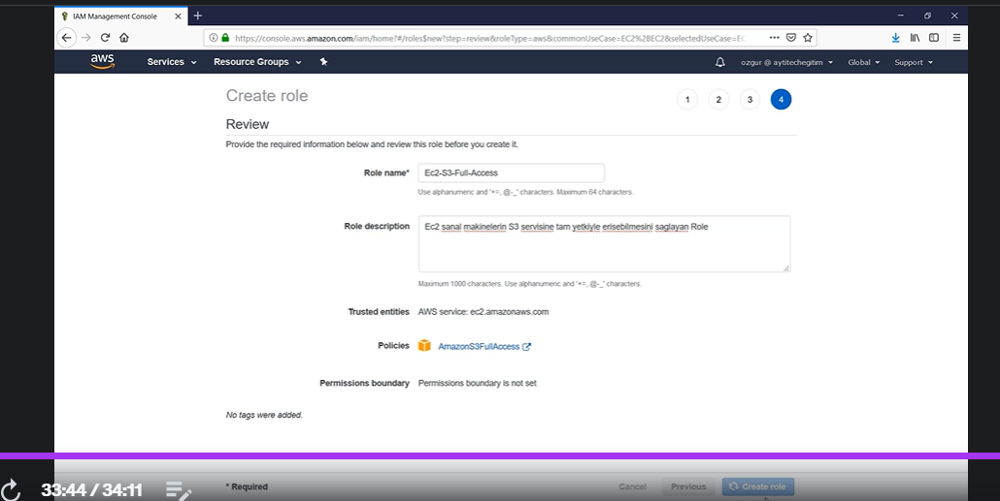 IAM Management Console
https://console.aws.amazon.com/iam/home?#/roles$new?step=review&roleType=aws&commonUseCase=EC2%2BEC2&selectedUseCase=EC
aws
Services
Resource Groups
ozgur @ aytitechegitim
Global
Support
Create role
1
2
3
4
Review
Provide the required information below and review this role before you create it.
Role name*
Ec2-S3-Full-Access
Use alphanumeric and '+=,.@-_' characters. Maximum 64 characters.
Role description
Ec2 sanal makinelerin S3 servisine tam yetkiyle erisebilmesini saglayan Role
Maximum 1000 characters. Use alphanumeric and '+=,.@-_' characters.
Trusted entities
AWS service: ec2.amazonaws.com
Policies
AmazonS3FullAccess
Permissions boundary
Permissions boundary is not set
No tags were added.
33:44 / 34:11
* Required
Cancel
Previous
Create role